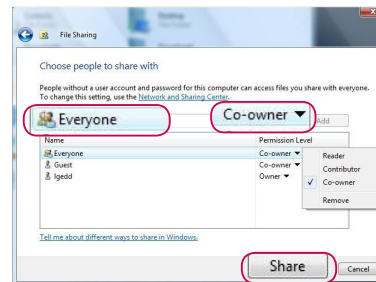 File Sharing
Choose people to share with
People without a user account and password for this computer can access files you share with everyone.
To change this setting, use the Network and Sharing Center.
Everyone
Co-owner
Add
Name Permission Level
Everyone Co-owner
Guest Co-owner
lgedd Owner
Reader
Contributor
Co-owner
Remove
Tell me about different ways to share in Windows.
Share
Cancel